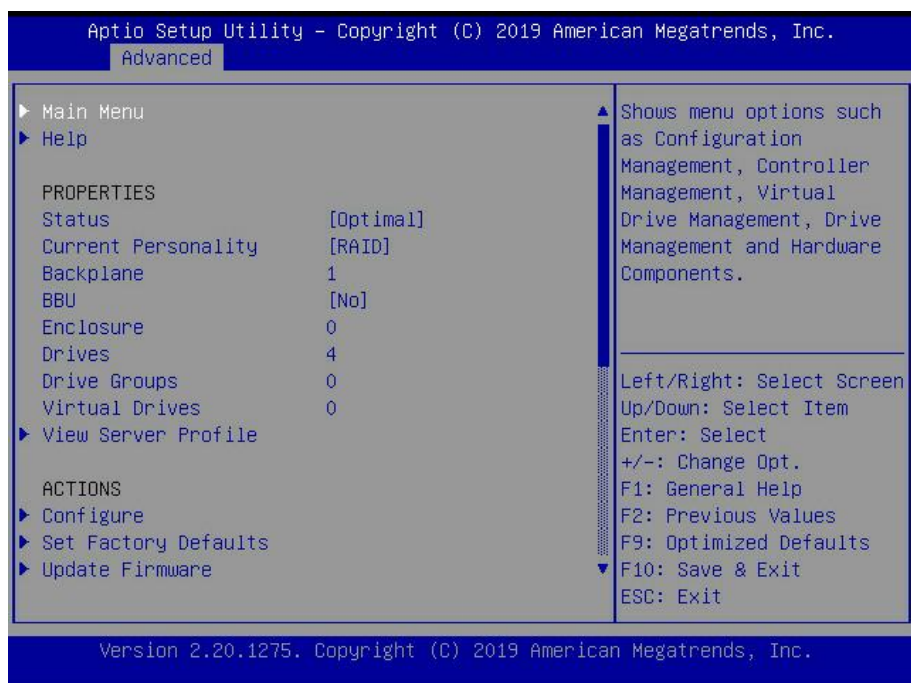 Aptio Setup Utility – Copyright (C) 2019 American Megatrends, Inc.
Advanced
Main Menu
Help
PROPERTIES
Status [Optimal]
Current Personality [RAID]
Backplane 1
BBU [No]
Enclosure 0
Drives 4
Drive Groups 0
Virtual Drives 0
View Server Profile
ACTIONS
Configure
Set Factory Defaults
Update Firmware
Shows menu options such
as Configuration
Management, Controller
Management, Virtual
Drive Management, Drive
Management and Hardware
Components.
Left/Right: Select Screen
Up/Down: Select Item
Enter: Select
+/-: Change Opt.
F1: General Help
F2: Previous Values
F9: Optimized Defaults
F10: Save & Exit
ESC: Exit
Version 2.20.1275. Copyright (C) 2019 American Megatrends, Inc.